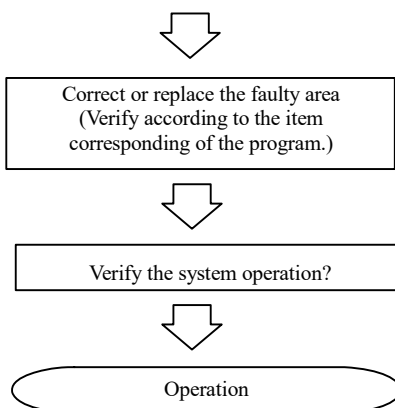 Correct or replace the faulty area
(Verify according to the item
corresponding of the program.)
Verify the system operation?
Operation